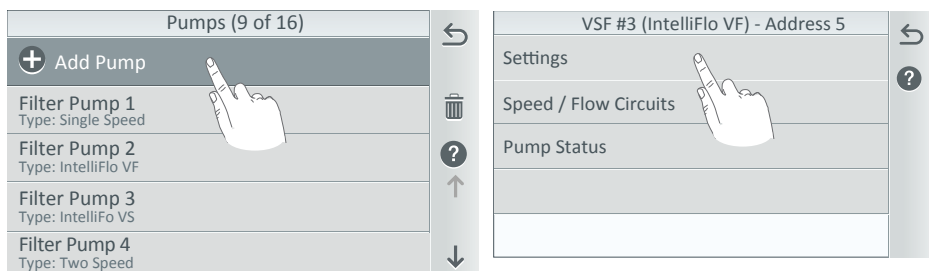 Pumps (9 of 16)
Add Pump
Filter Pump 1
Type: Single Speed
Filter Pump 2
Type: IntelliFlo VF
Filter Pump 3
Type: IntelliFo VS
Filter Pump 4
Type: Two Speed
?
VSF #3 (IntelliFlo VF) - Address 5
Settings
Speed / Flow Circuits
Pump Status
?